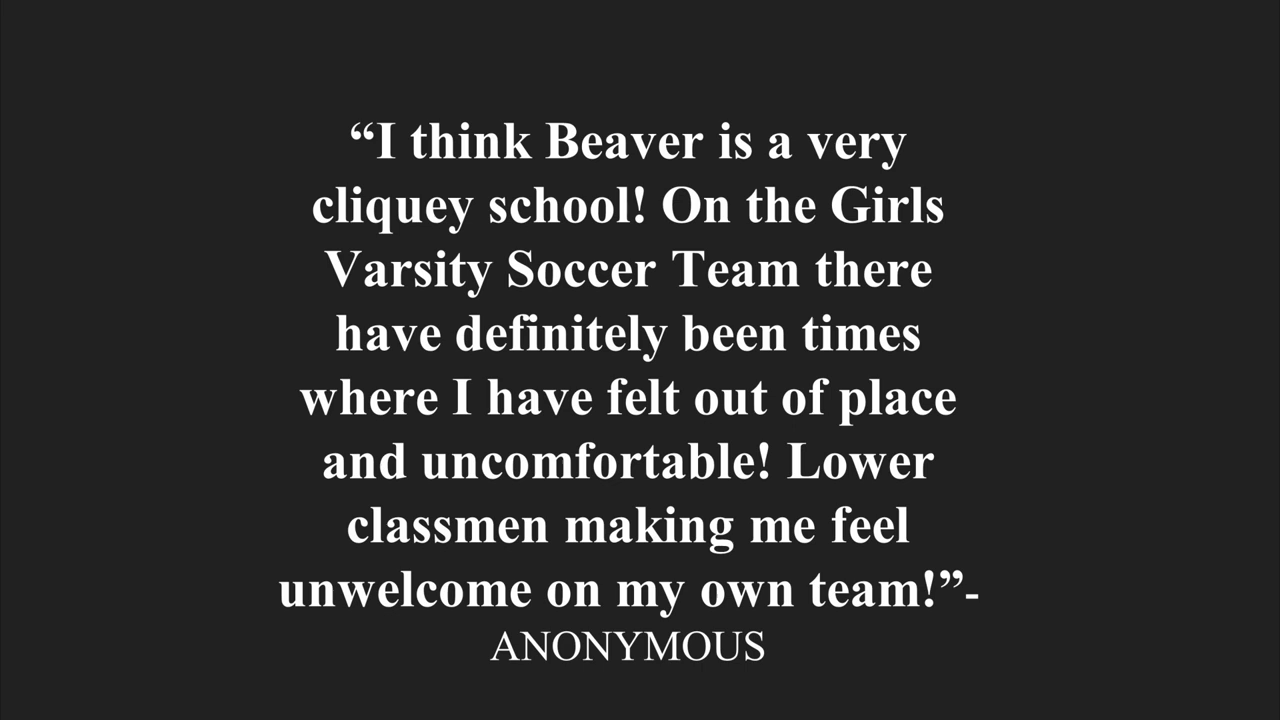 “I think Beaver is a very
cliquey school! On the Girls
Varsity Soccer Team there
have definitely been times
where I have felt out of place
and uncomfortable! Lower
classmen making me feel
unwelcome on my own team!”-
ANONYMOUS